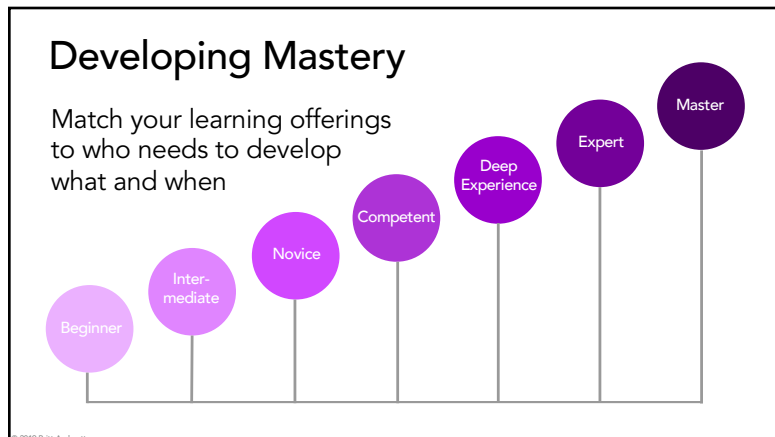 Developing Mastery
Match your learning offerings
to who needs to develop
what and when
Master
Expert
Deep
Experience
Competent
Novice
Inter-
mediate
Beginner